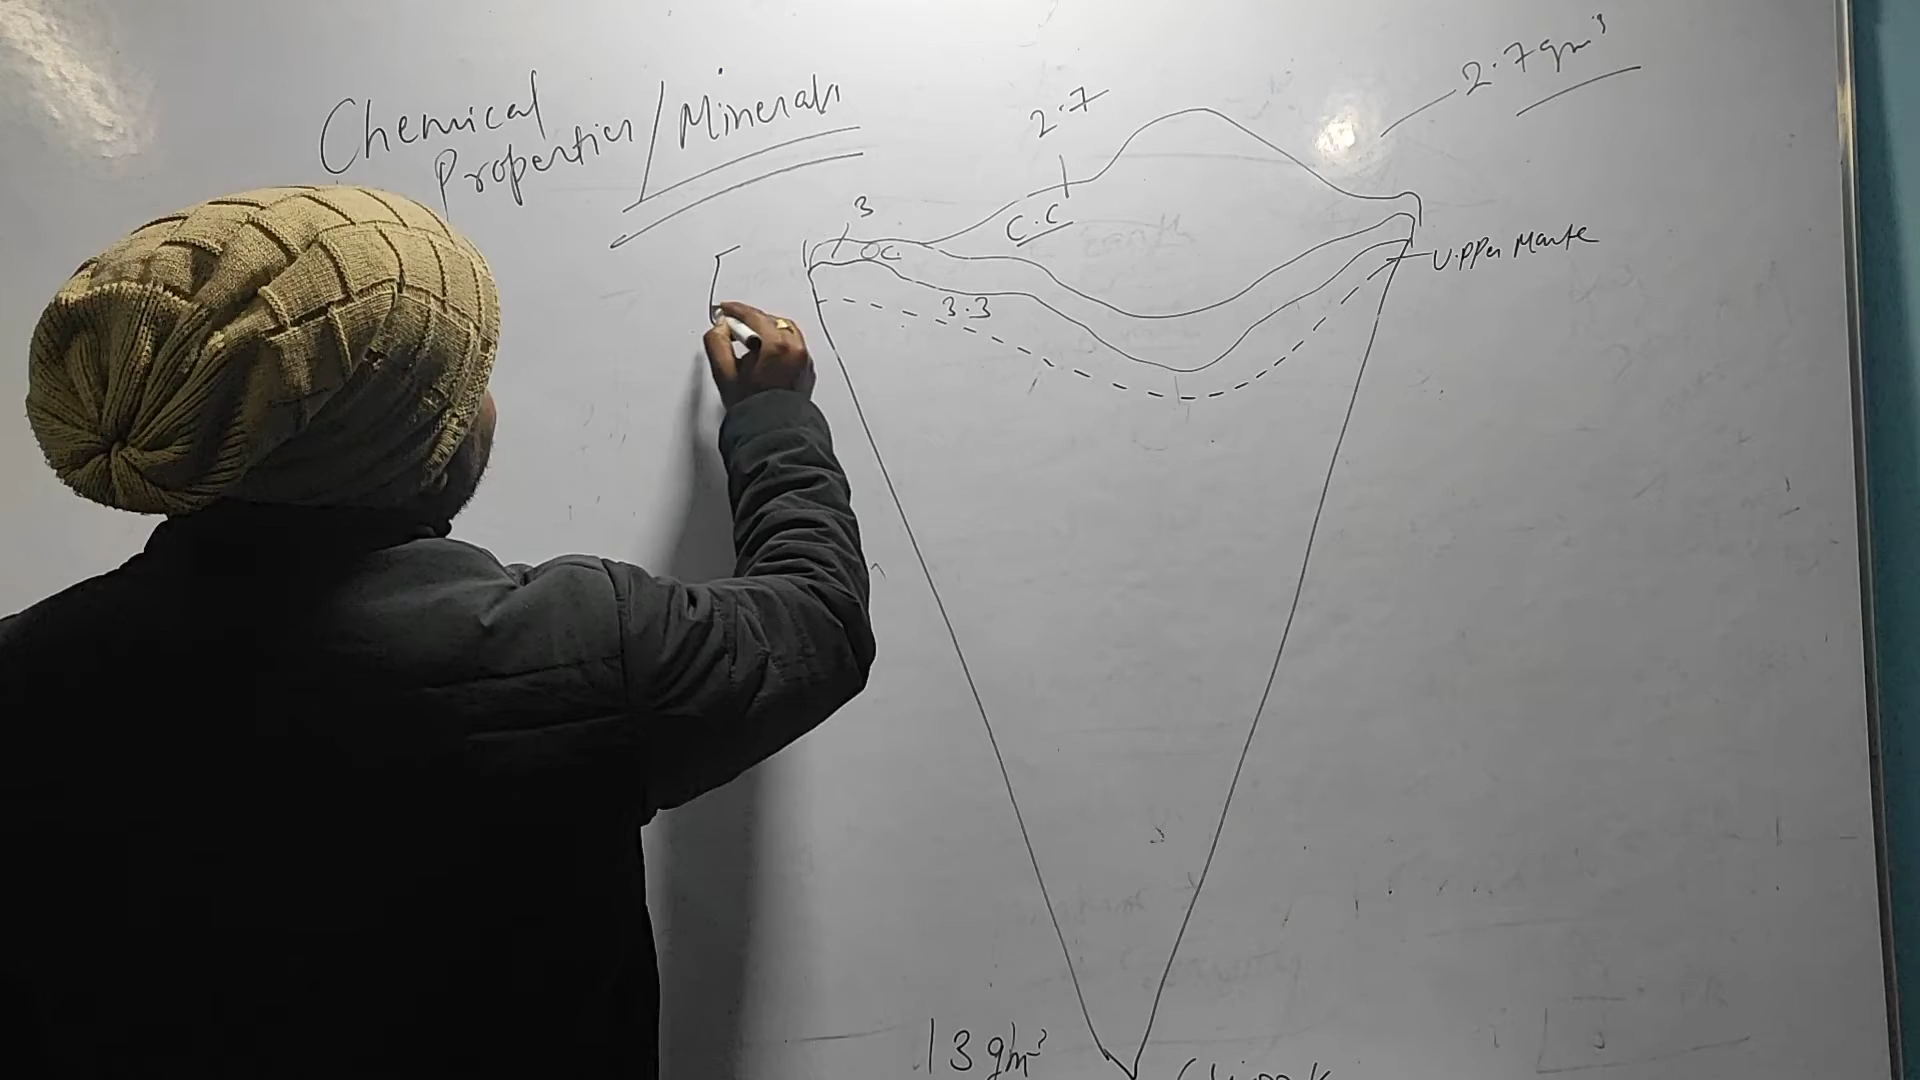 Chemical
Properties/Minerals
2.7
2.7 gm³
3
C.C
OC
Upper Mantle
3.3
13 gm³